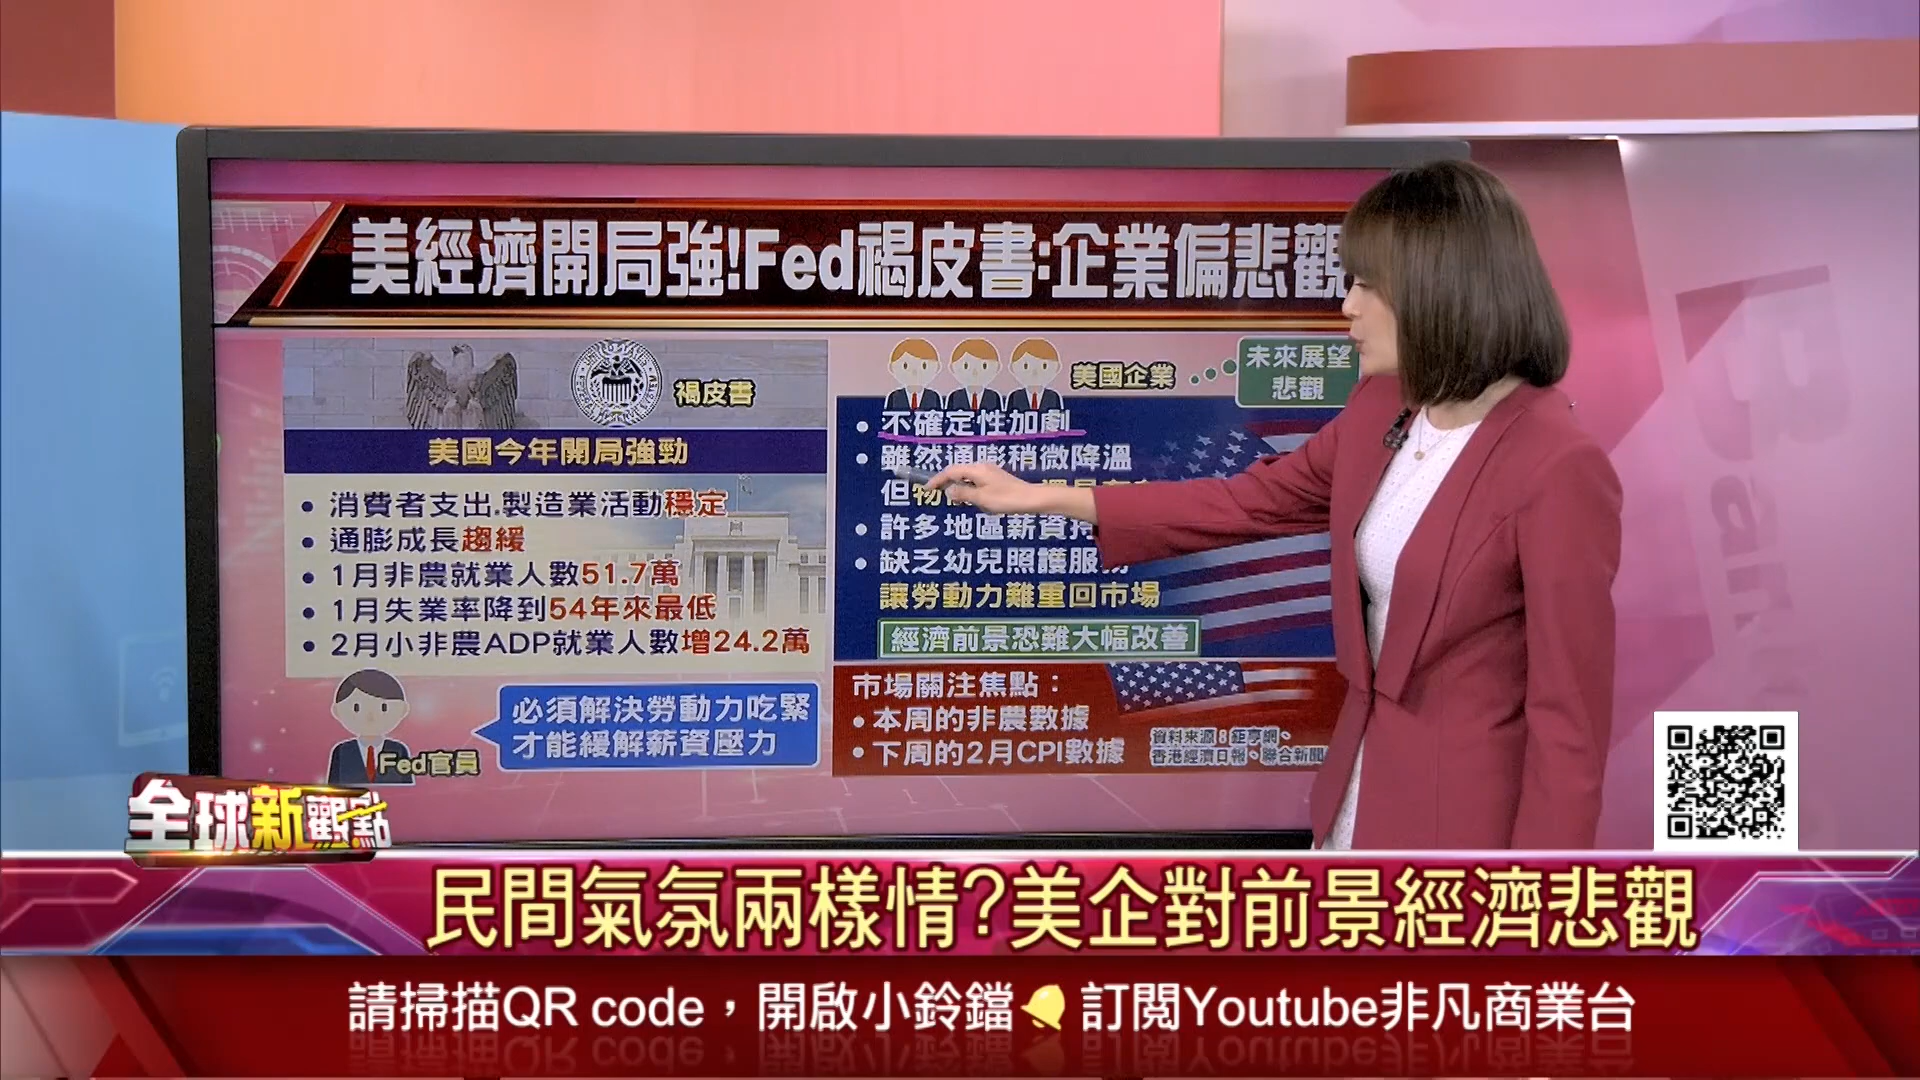 美經濟開局強!Fed褐皮書:企業偏悲觀
褐皮書
美國今年開局強勁
• 消費者支出.製造業活動穩定
• 通膨成長趨緩
• 1月非農就業人數51.7萬
• 1月失業率降到54年來最低
• 2月小非農ADP就業人數增24.2萬
必須解決勞動力吃緊
才能緩解薪資壓力
Fed官員
美國企業
未來展望
悲觀
• 不確定性加劇
• 雖然通膨稍微降溫
但物
• 許多地區薪資持
• 缺乏幼兒照護服務
讓勞動力難重回市場
經濟前景恐難大幅改善
市場關注焦點：
• 本周的非農數據
• 下周的2月CPI數據
資料來源：鉅亨網、
香港經濟日報、聯合新聞
全球新觀點
民間氣氛兩樣情?美企對前景經濟悲觀
請掃描QR code，開啟小鈴鐺🔔訂閱Youtube非凡商業台